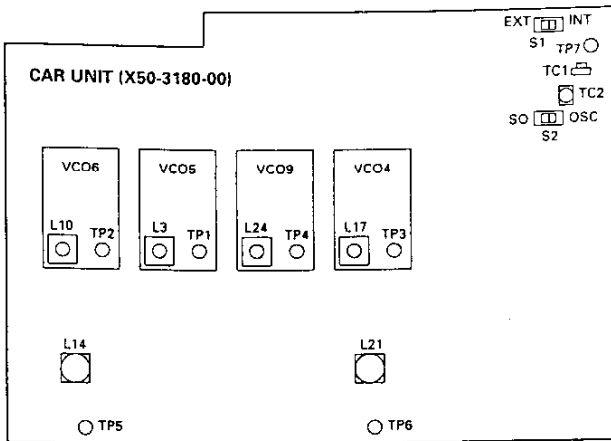 EXT INT
S1
TP7
CAR UNIT (X50-3180-00)
TC1
TC2
SO OSC
S2
VCO6 VCO5 VCO9 VCO4
L10 TP2 L3 TP1 L24 TP4 L17 TP3
L14 L21
TP5 TP6